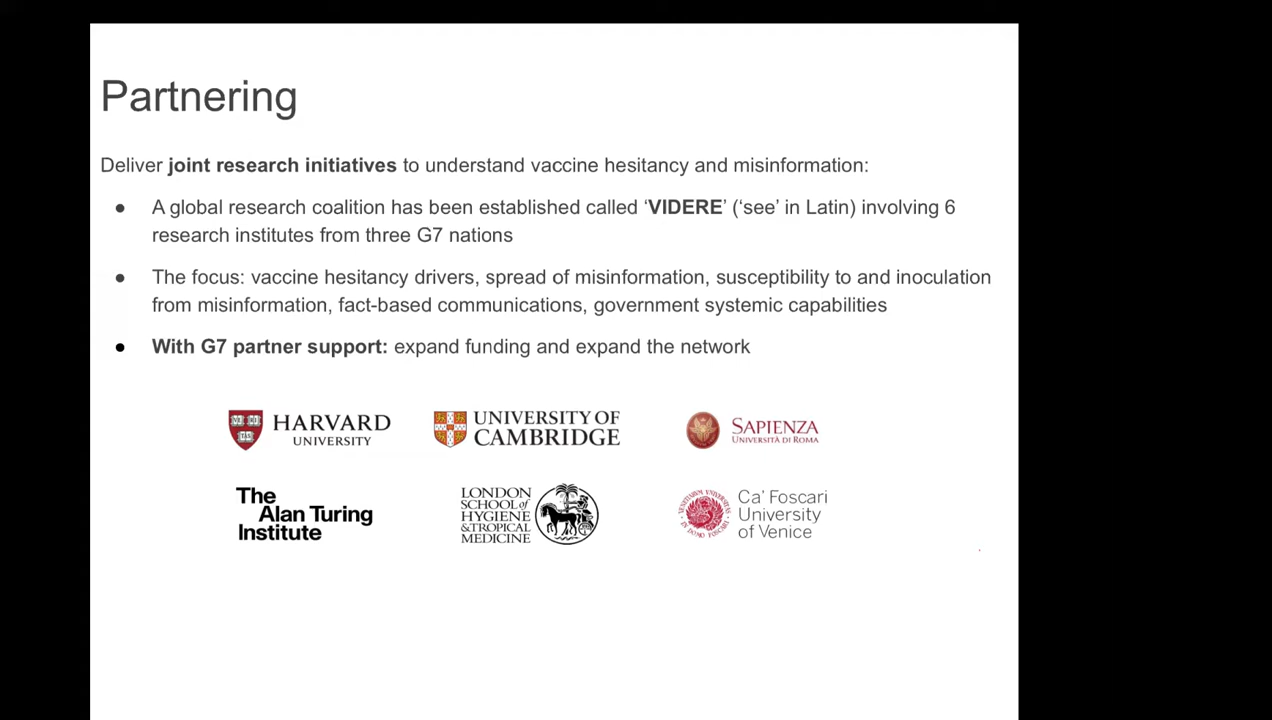 Partnering
Deliver joint research initiatives to understand vaccine hesitancy and misinformation:
● A global research coalition has been established called ‘VIDERE’ (‘see’ in Latin) involving 6
research institutes from three G7 nations
● The focus: vaccine hesitancy drivers, spread of misinformation, susceptibility to and inoculation
from misinformation, fact-based communications, government systemic capabilities
● With G7 partner support: expand funding and expand the network
HARVARD
UNIVERSITY
UNIVERSITY OF
CAMBRIDGE
SAPIENZA
UNIVERSITÀ DI ROMA
The
Alan Turing
Institute
LONDON
SCHOOL of
HYGIENE
& TROPICAL
MEDICINE
Ca' Foscari
University
of Venice